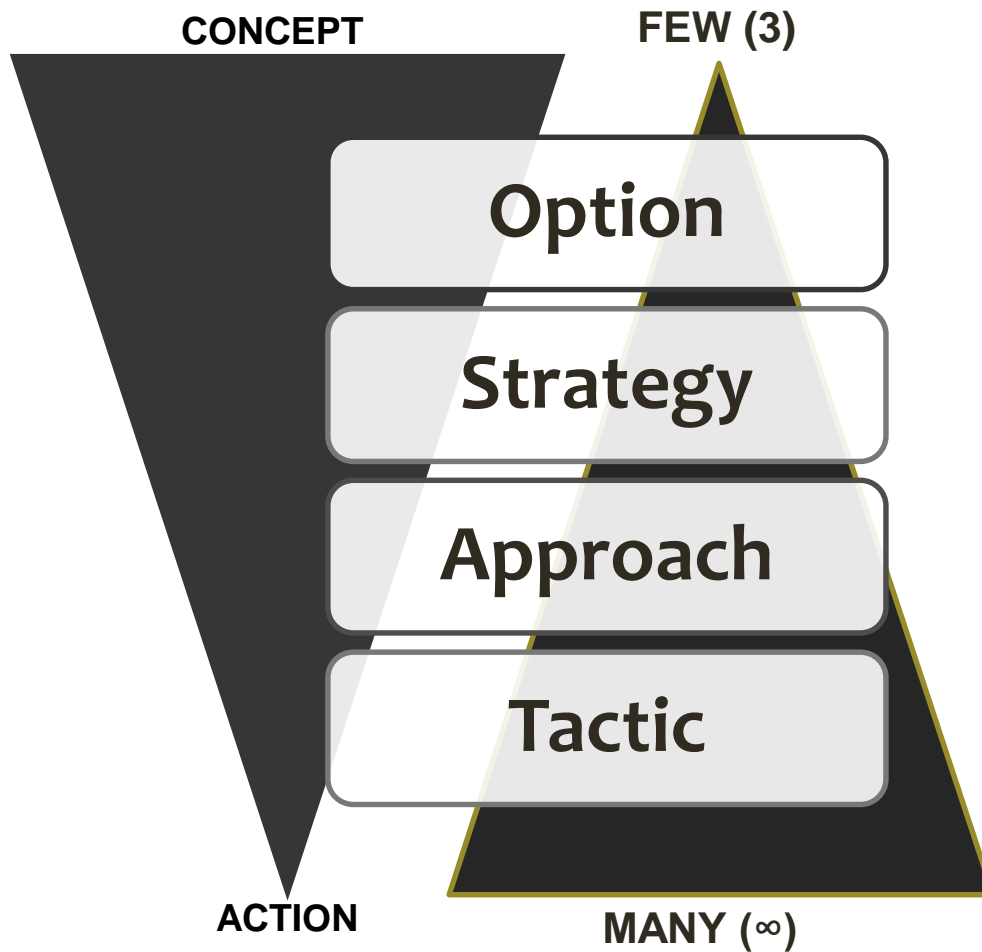 CONCEPT
FEW (3)
Option
Strategy
Approach
Tactic
ACTION
MANY (∞)